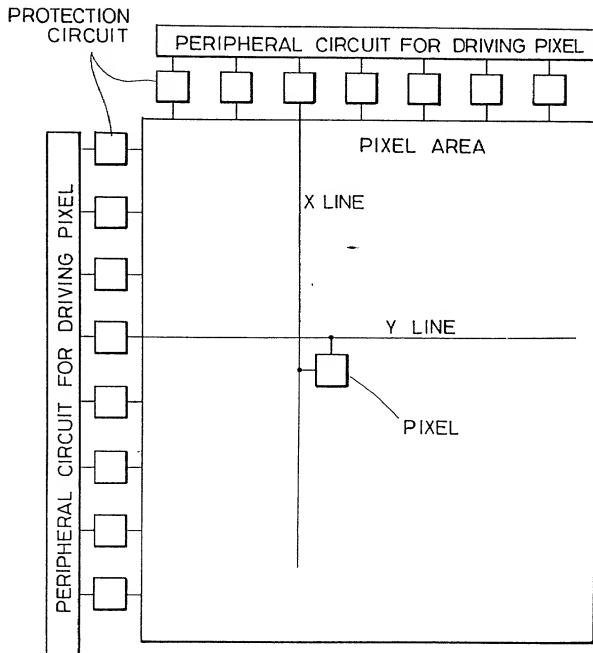 PROTECTION
CIRCUIT
PERIPHERAL CIRCUIT FOR DRIVING PIXEL
PIXEL AREA
X LINE
Y LINE
PIXEL
PERIPHERAL CIRCUIT FOR DRIVING PIXEL